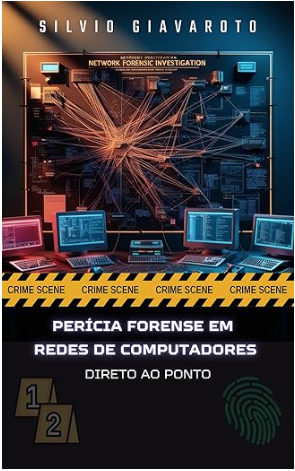 SILVIO GIAVAROTO
NETWORK FORENSIC INVESTIGATION
CRIME SCENE CRIME SCENE CRIME SCENE CRIME SCENE
PERÍCIA FORENSE EM
REDES DE COMPUTADORES
DIRETO AO PONTO
1
2